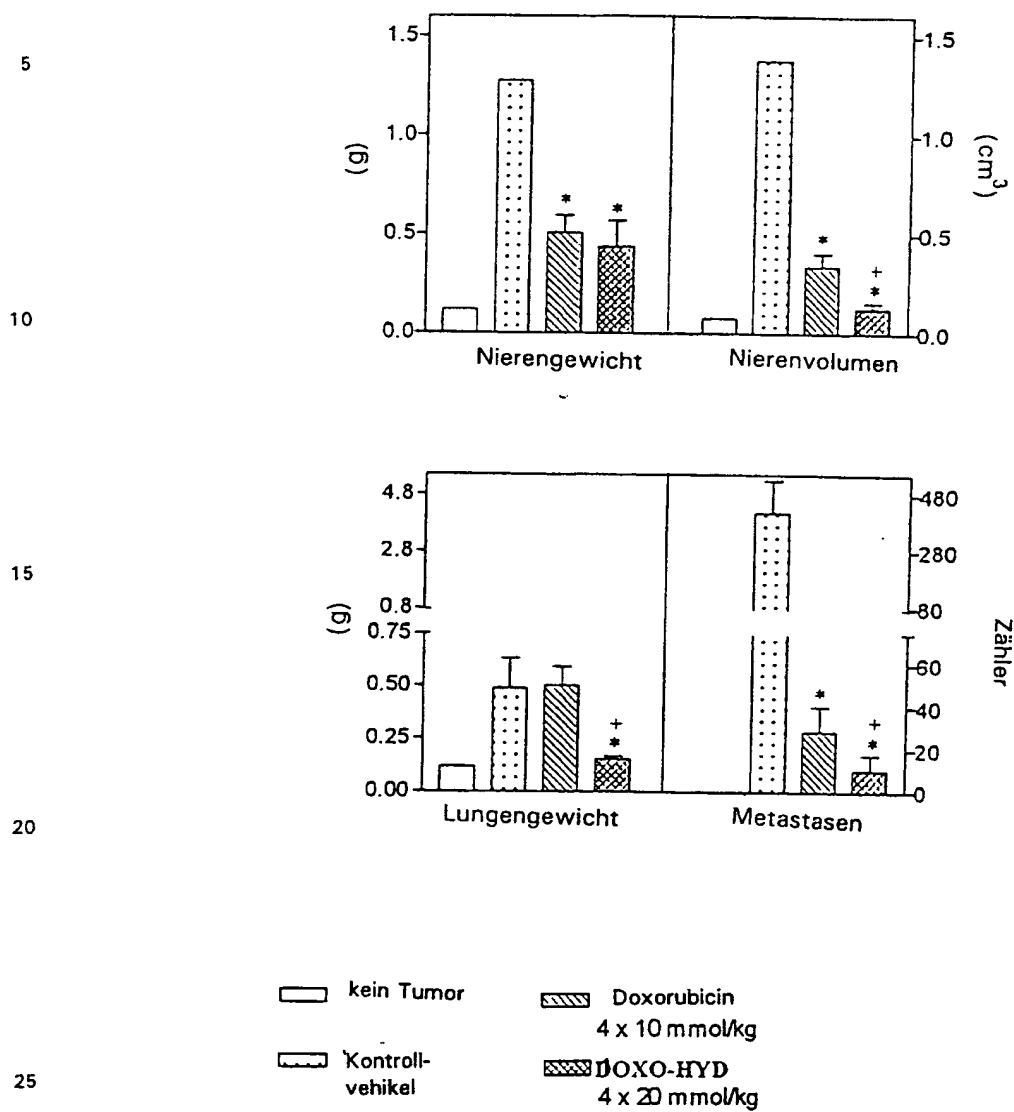 5
10
15
20
25
1.5
1.0
0.5
0.0
(g)
* *
*
+
*
1.5
1.0
0.5
0.0
(cm³)
Nierengewicht Nierenvolumen
4.8
2.8
0.8
0.75
0.50
0.25
0.00
(g)
+
*
*
+
*
480
280
80
60
40
20
0
Zähler
Lungengewicht Metastasen
kein Tumor
Kontroll-
vehikel
Doxorubicin
4 x 10 mmol/kg
DOXO-HYD
4 x 20 mmol/kg